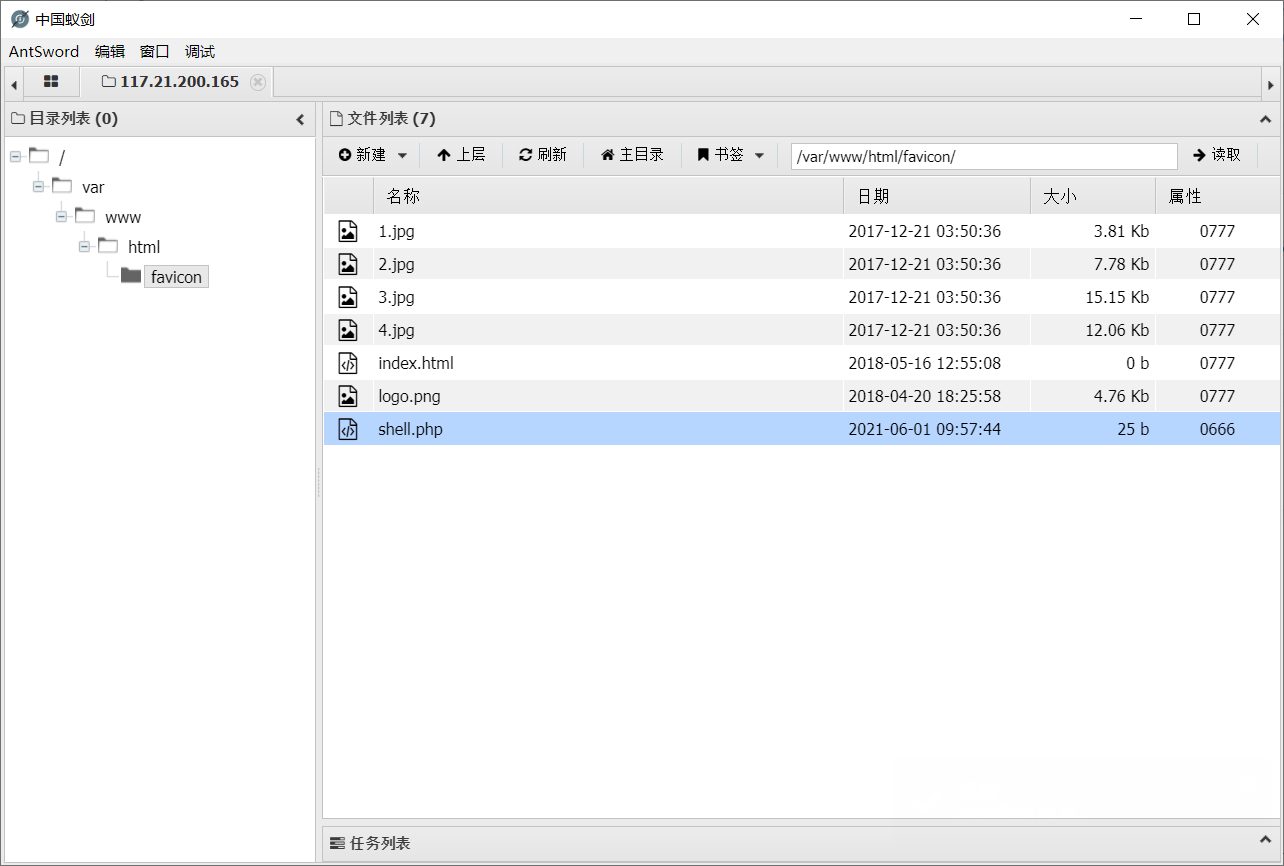 中国蚁剑
AntSword 编辑 窗口 调试
117.21.200.165
目录列表 (0)
/
var
www
html
favicon
文件列表 (7)
新建 上层 刷新 主目录 书签 /var/www/html/favicon/ 读取
名称 日期 大小 属性
1.jpg 2017-12-21 03:50:36 3.81 Kb 0777
2.jpg 2017-12-21 03:50:36 7.78 Kb 0777
3.jpg 2017-12-21 03:50:36 15.15 Kb 0777
4.jpg 2017-12-21 03:50:36 12.06 Kb 0777
index.html 2018-05-16 12:55:08 0 b 0777
logo.png 2018-04-20 18:25:58 4.76 Kb 0777
shell.php 2021-06-01 09:57:44 25 b 0666
任务列表